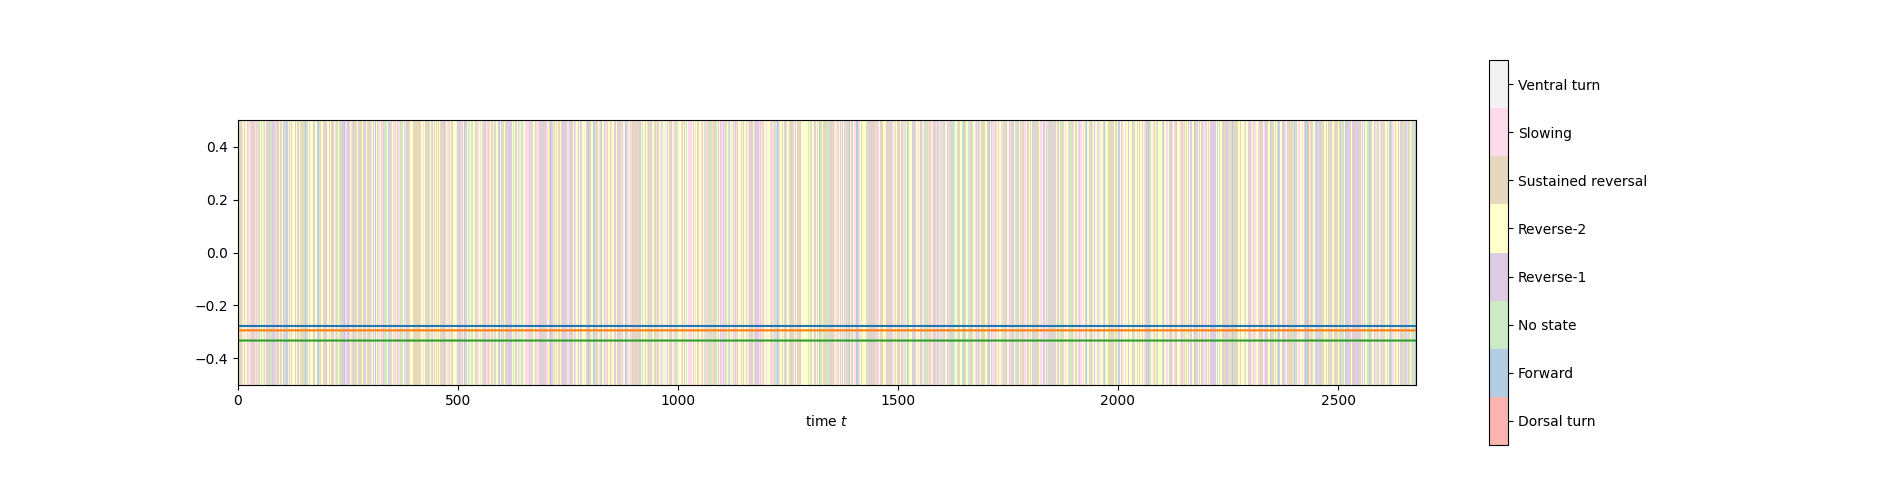 0.4
0.2
0.0
−0.2
−0.4
0
500
1000
1500
2000
2500
time t
Ventral turn
Slowing
Sustained reversal
Reverse-2
Reverse-1
No state
Forward
Dorsal turn